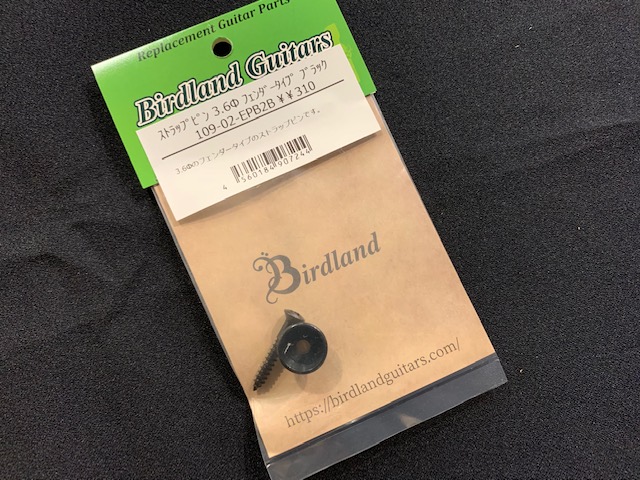 Replacement Guitar Parts
Birdland Guitars
ｽﾄﾗｯﾌﾟﾋﾟﾝ 3.6Φ ﾌｪﾝﾀﾞｰﾀｲﾌﾟ ﾌﾞﾗｯｸ
109-02-EPB2B ￥￥310
3.6Φのフェンダータイプのストラップピンです。
4 560184 907244
Birdland
https://birdlandguitars.com/